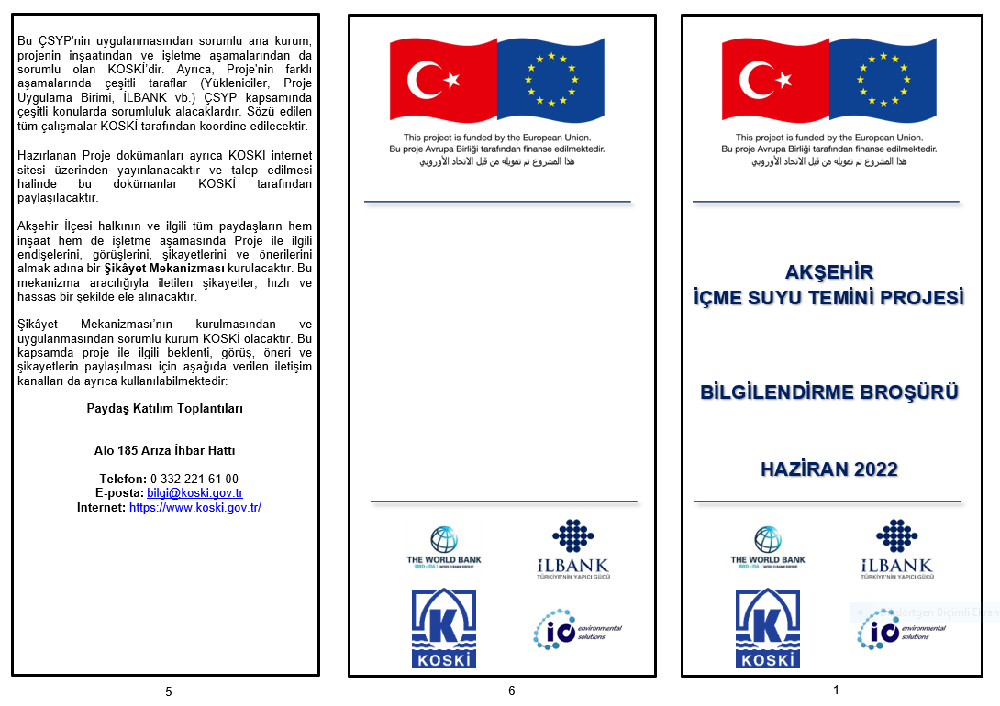 Bu ÇSYP'nin uygulanmasından sorumlu ana kurum,
projenin inşaatından ve işletme aşamalarından da
sorumlu olan KOSKİ'dir. Ayrıca, Proje'nin farklı
aşamalarında çeşitli taraflar (Yükleniciler, Proje
Uygulama Birimi, İLBANK vb.) ÇSYP kapsamında
çeşitli konularda sorumluluk alacaklardır. Sözü edilen
tüm çalışmalar KOSKİ tarafından koordine edilecektir.
Hazırlanan Proje dokümanları ayrıca KOSKİ internet
sitesi üzerinden yayınlanacaktır ve talep edilmesi
halinde bu dokümanlar KOSKİ tarafından
paylaşılacaktır.
Akşehir İlçesi halkının ve ilgili tüm paydaşların hem
inşaat hem de işletme aşamasında Proje ile ilgili
endişelerini, görüşlerini, şikayetlerini ve önerilerini
almak adına bir Şikâyet Mekanizması kurulacaktır. Bu
mekanizma aracılığıyla iletilen şikayetler, hızlı ve
hassas bir şekilde ele alınacaktır.
Şikâyet Mekanizması'nın kurulmasından ve
uygulanmasından sorumlu kurum KOSKİ olacaktır. Bu
kapsamda proje ile ilgili beklenti, görüş, öneri ve
şikayetlerin paylaşılması için aşağıda verilen iletişim
kanalları da ayrıca kullanılabilmektedir:
Paydaş Katılım Toplantıları
Alo 185 Arıza İhbar Hattı
Telefon: 0 332 221 61 00
E-posta: bilgi@koski.gov.tr
Internet: https://www.koski.gov.tr/
5
This project is funded by the European Union.
Bu proje Avrupa Birliği tarafından finanse edilmektedir.
هذا المشروع تم تمويله من قبل الاتحاد الأوروبي
THE WORLD BANK
IBRD • IDA | WORLD BANK GROUP
İLBANK
TÜRKİYE'NİN YAPICI GÜCÜ
K
KOSKİ
io environmental
solutions
6
This project is funded by the European Union.
Bu proje Avrupa Birliği tarafından finanse edilmektedir.
هذا المشروع تم تمويله من قبل الاتحاد الأوروبي
AKŞEHİR
İÇME SUYU TEMİNİ PROJESİ
BİLGİLENDİRME BROŞÜRÜ
HAZİRAN 2022
THE WORLD BANK
IBRD • IDA | WORLD BANK GROUP
İLBANK
TÜRKİYE'NİN YAPICI GÜCÜ
K
KOSKİ
io environmental
solutions
1